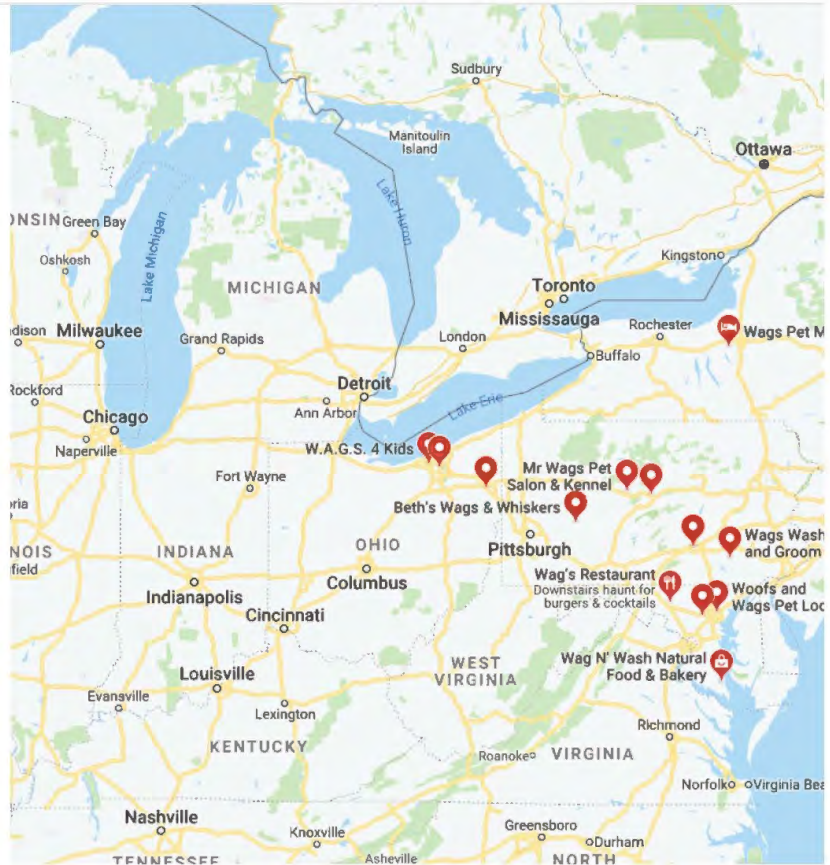 Sudbury
Manitoulin
Island
Ottawa
Lake Huron
ONSIN
Green Bay
Lake Michigan
Oshkosh
Kingston
MICHIGAN
Toronto
Mississauga
dison
Milwaukee
Grand Rapids
London
Rochester
Wags Pet M
Buffalo
Detroit
Rockford
Ann Arbor
Lake Erie
Chicago
Naperville
W.A.G.S. 4 Kids
Fort Wayne
Mr Wags Pet
Salon & Kennel
Beth's Wags & Whiskers
ria
OHIO
Pittsburgh
Wags Wash
and Groom
NOIS
field
INDIANA
Columbus
Wag's Restaurant
Downstairs haunt for
burgers & cocktails
Woofs and
Wags Pet Loc
Indianapolis
Cincinnati
WEST
VIRGINIA
Wag N' Wash Natural
Food & Bakery
Louisville
Evansville
Lexington
Richmond
KENTUCKY
Roanoke
VIRGINIA
Norfolk
Virginia Bea
Nashville
Knoxville
Greensboro
Durham
TENNESSEE
Asheville
NORTH